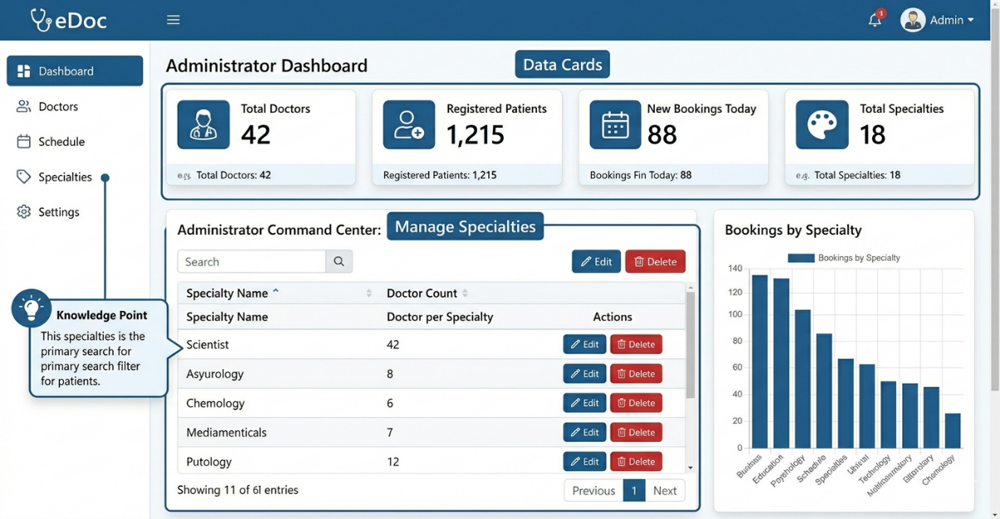 eDoc
1
Admin
Dashboard
Doctors
Schedule
Specialties
Settings
Administrator Dashboard
Data Cards
Total Doctors
42
e.g. Total Doctors: 42
Registered Patients
1,215
Registered Patients: 1,215
New Bookings Today
88
Bookings Fin Today: 88
Total Specialties
18
e.g. Total Specialties: 18
Knowledge Point
This specialties is the
primary search for
primary search filter
for patients.
Administrator Command Center: Manage Specialties
Search
Edit Delete
Specialty Name Doctor Count
Specialty Name Doctor per Specialty Actions
Scientist 42 Edit Delete
Asyurology 8 Edit Delete
Chemology 6 Edit Delete
Mediamenticals 7 Edit Delete
Putology 12 Edit Delete
Showing 11 of 61 entries
Previous 1 Next
Bookings by Specialty
Bookings by Specialty
140
120
100
80
60
40
20
0
Education
Schedule
Specialties
Technology
Chemology